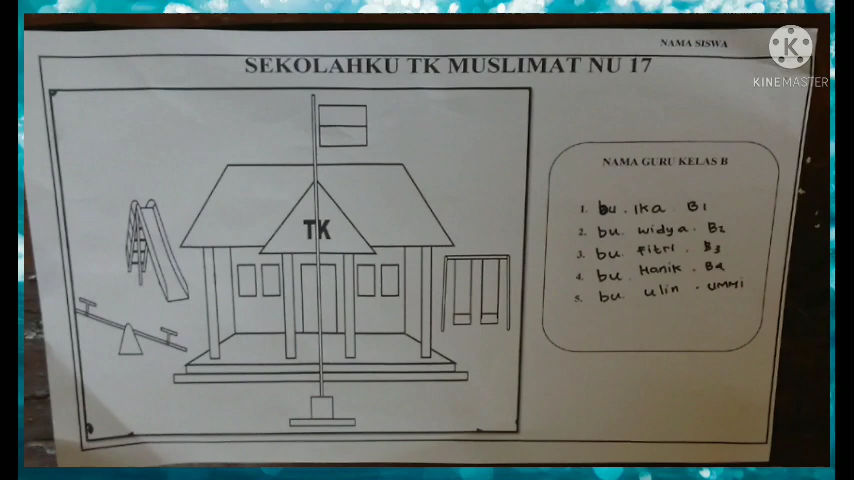 NAMA SISWA
SEKOLAHKU TK MUSLIMAT NU 17
K
KINEMASTER
NAMA GURU KELAS B
TK
1. bu. Ika. B1
2. bu. widya. B2
3. bu. Fitri. B3
4. bu. Hanik. B4
5. bu. ulin. UMMI